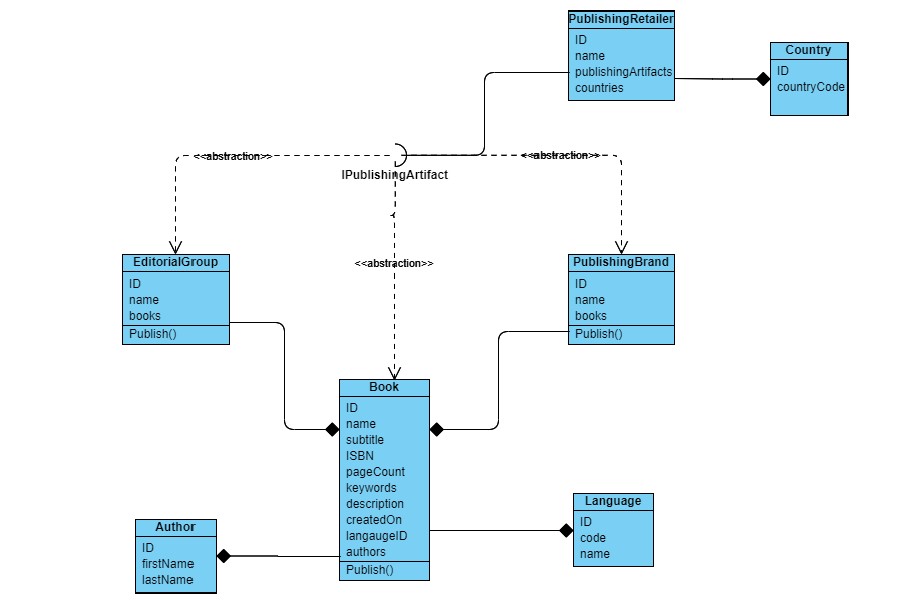 PublishingRetailer
ID
name
publishingArtifacts
countries
Country
ID
countryCode
<<abstraction>>
<<abstraction>>
IPublishingArtifact
<<abstraction>>
EditorialGroup
ID
name
books
Publish()
PublishingBrand
ID
name
books
Publish()
Book
ID
name
subtitle
ISBN
pageCount
keywords
description
createdOn
langaugeID
authors
Publish()
Author
ID
firstName
lastName
Language
ID
code
name